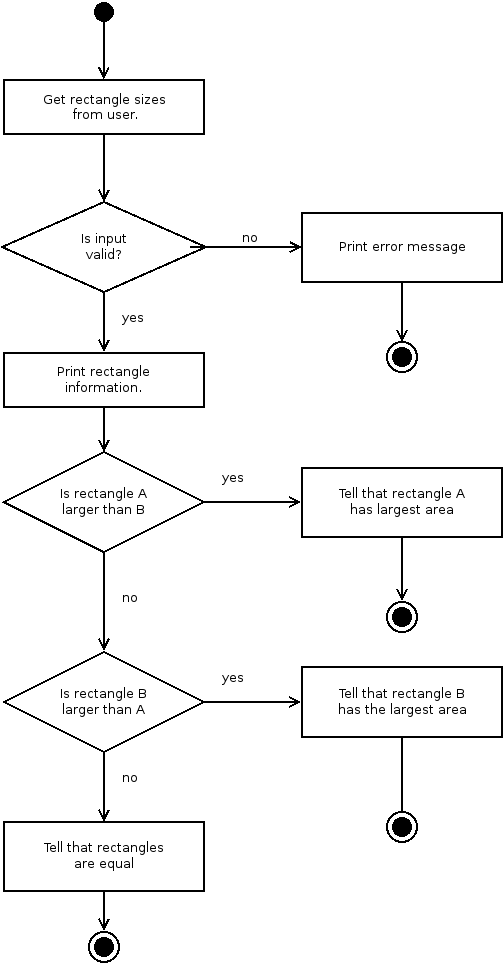 Get rectangle sizes
from user.
Is input
valid?
no
Print error message
yes
Print rectangle
information.
Is rectangle A
larger than B
yes
Tell that rectangle A
has largest area
no
Is rectangle B
larger than A
yes
Tell that rectangle B
has the largest area
no
Tell that rectangles
are equal